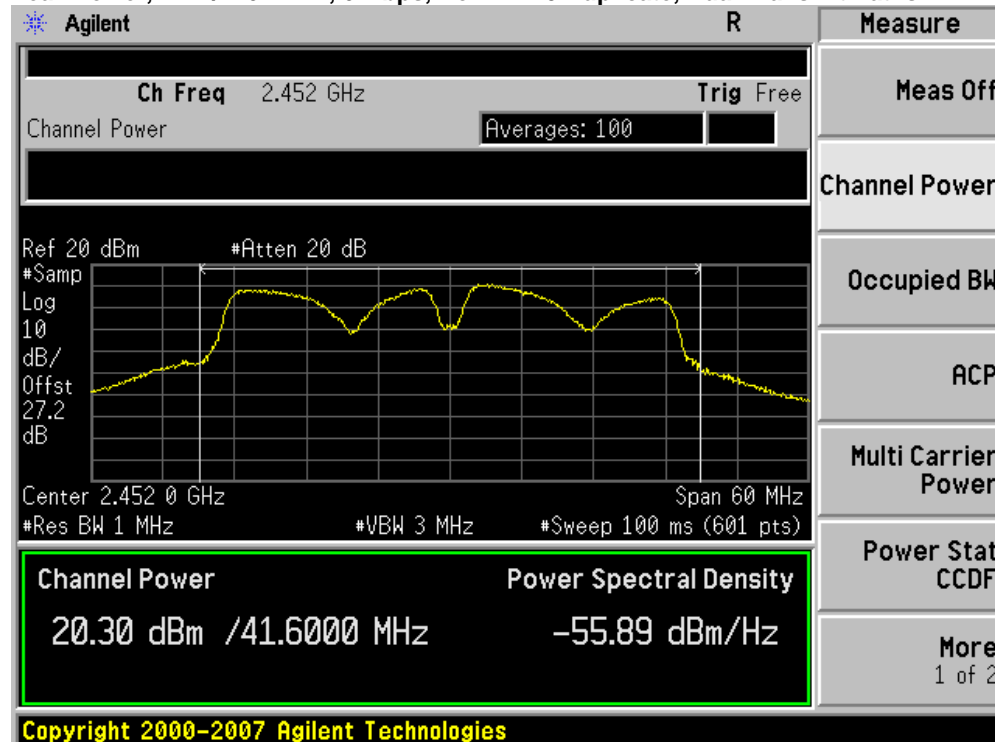 Agilent R Measure
Ch Freq 2.452 GHz Trig Free
Meas Off
Channel Power Averages: 100
Channel Power
Ref 20 dBm #Atten 20 dB
#Samp
Log
10
dB/
Offst
27.2
dB
Occupied BW
ACP
Multi Carrier
Power
Center 2.452 0 GHz Span 60 MHz
#Res BW 1 MHz #VBW 3 MHz #Sweep 100 ms (601 pts)
Power Stat
CCDF
Channel Power Power Spectral Density
20.30 dBm /41.6000 MHz -55.89 dBm/Hz
More
1 of 2
Copyright 2000-2007 Agilent Technologies